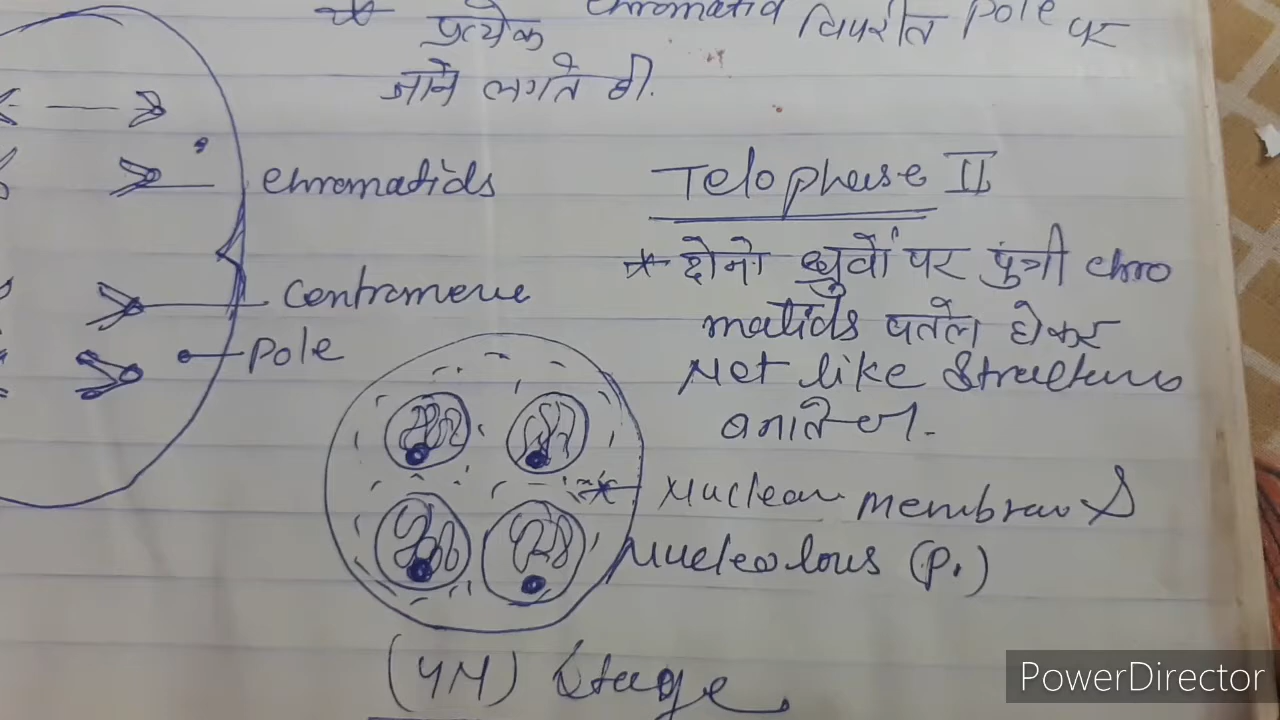 प्रत्येक chromatid विपरीत pole पर
जाने लगते है.
chromatids
centromere
pole
Telophase II
* दोनो ध्रुवों पर पुत्री chro
matids पतले होकर
Net like structure
बनाते है.
* Nuclear membran &
Nucleolous (P.)
(4N) Stage
PowerDirector